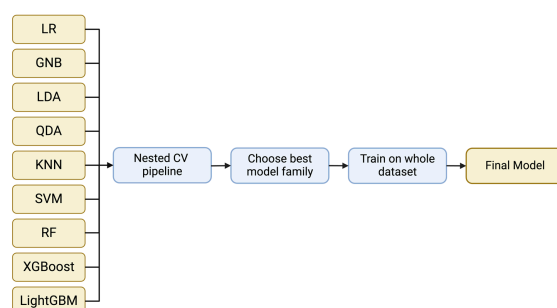 LR
GNB
LDA
QDA
KNN
SVM
RF
XGBoost
LightGBM
Nested CV
pipeline
Choose best
model family
Train on whole
dataset
Final Model